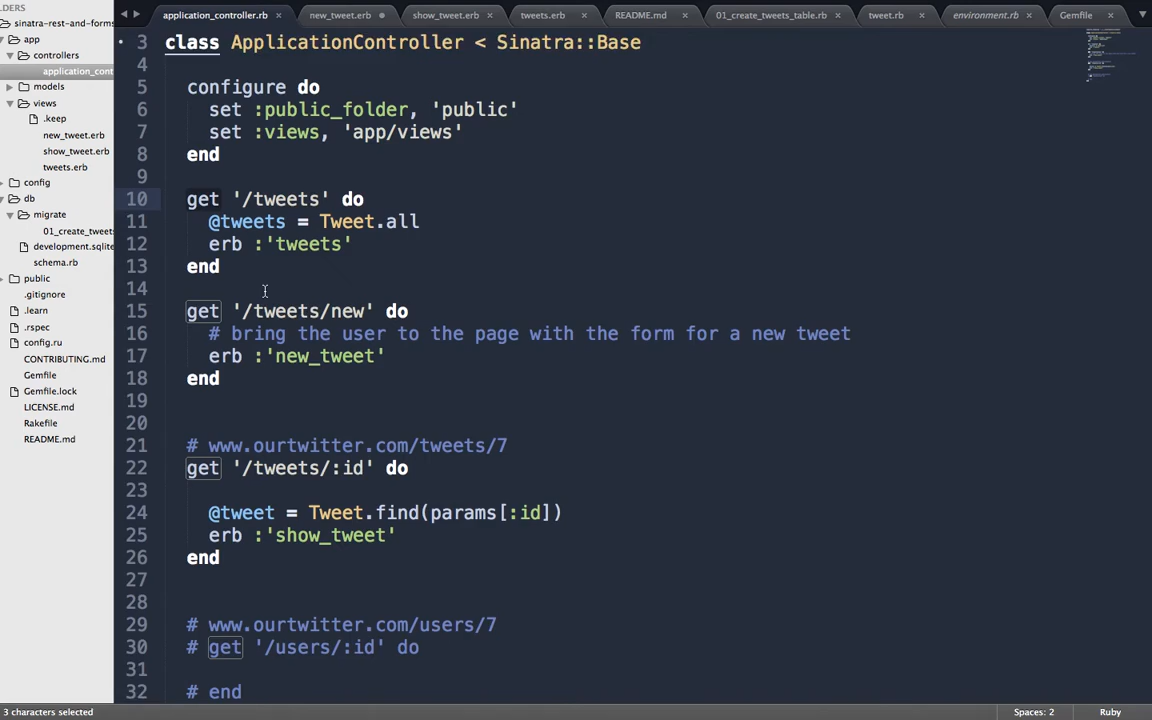 LDERS
sinatra-rest-and-forms
app
controllers
application_cont
models
views
.keep
new_tweet.erb
show_tweet.erb
tweets.erb
config
db
migrate
01_create_tweets
development.sqlite
schema.rb
public
.gitignore
.learn
.rspec
config.ru
CONTRIBUTING.md
Gemfile
Gemfile.lock
LICENSE.md
Rakefile
README.md
application_controller.rb × new_tweet.erb show_tweet.erb × tweets.erb × README.md × 01_create_tweets_table.rb × tweet.rb × environment.rb × Gemfile ×
3 class ApplicationController < Sinatra::Base
4
5 configure do
6 set :public_folder, 'public'
7 set :views, 'app/views'
8 end
9
10 get '/tweets' do
11 @tweets = Tweet.all
12 erb :'tweets'
13 end
14
15 get '/tweets/new' do
16 # bring the user to the page with the form for a new tweet
17 erb :'new_tweet'
18 end
19
20
21 # www.ourtwitter.com/tweets/7
22 get '/tweets/:id' do
23
24 @tweet = Tweet.find(params[:id])
25 erb :'show_tweet'
26 end
27
28
29 # www.ourtwitter.com/users/7
30 # get '/users/:id' do
31
32 # end
3 characters selected Spaces: 2 Ruby